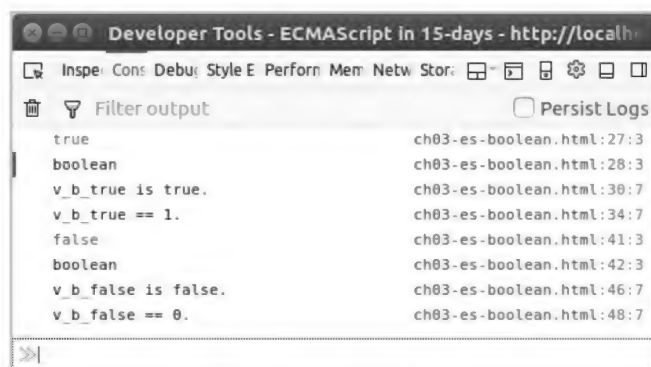 Developer Tools - ECMAScript in 15-days - http://localh
Inspe Cons Debug Style E Perforn Mem Netw Stor
Filter output Persist Logs
true ch03-es-boolean.html:27:3
boolean ch03-es-boolean.html:28:3
v_b_true is true. ch03-es-boolean.html:30:7
v_b_true == 1. ch03-es-boolean.html:34:7
false ch03-es-boolean.html:41:3
boolean ch03-es-boolean.html:42:3
v_b_false is false. ch03-es-boolean.html:46:7
v_b_false == 0. ch03-es-boolean.html:48:7